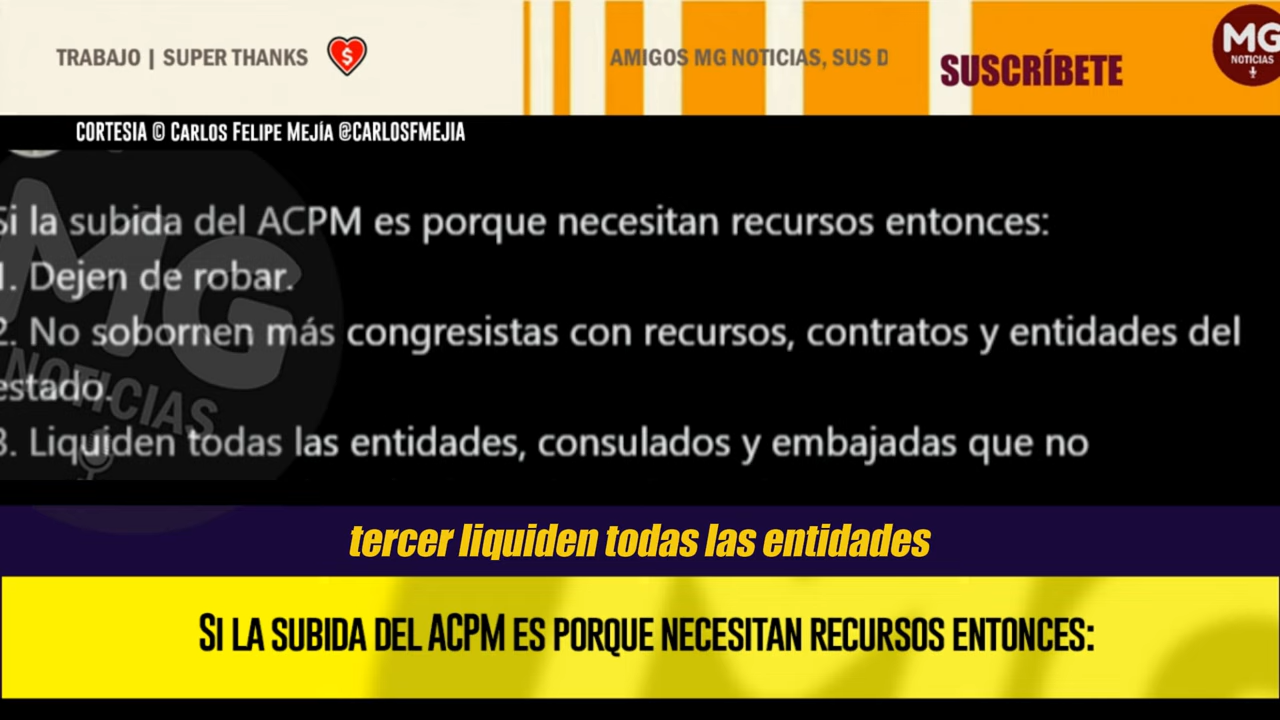 TRABAJO | SUPER THANKS
AMIGOS MG NOTICIAS, SUS D
SUSCRÍBETE
MG
NOTICIAS
CORTESIA © CARLOS FELIPE MEJÍA @CARLOSFMEJIA
Si la subida del ACPM es porque necesitan recursos entonces:
1. Dejen de robar.
2. No sobornen más congresistas con recursos, contratos y entidades del
estado.
3. Liquiden todas las entidades, consulados y embajadas que no
MG
NOTICIAS
tercer liquiden todas las entidades
SI LA SUBIDA DEL ACPM ES PORQUE NECESITAN RECURSOS ENTONCES: